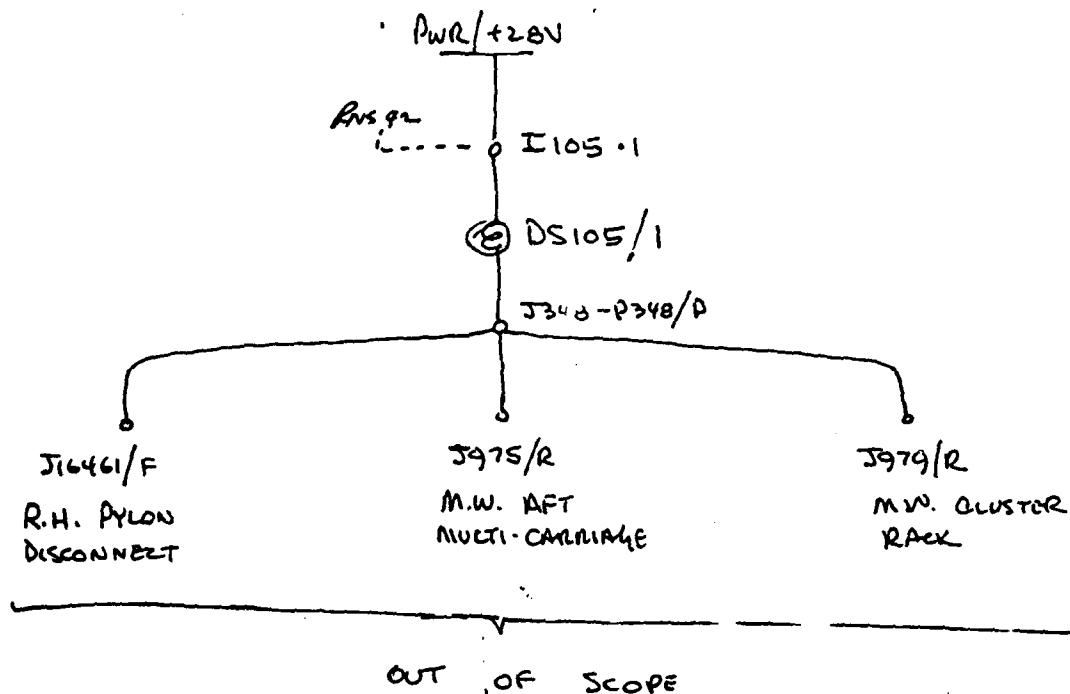 PWR/+28V
I105.1
DS105/1
J348-P348/P
J16461/F
R.H. PYLON
DISCONNECT
J975/R
M.W. AFT
MULTI-CARRIAGE
J979/R
M.W. CLUSTER
RACK
OUT OF SCOPE